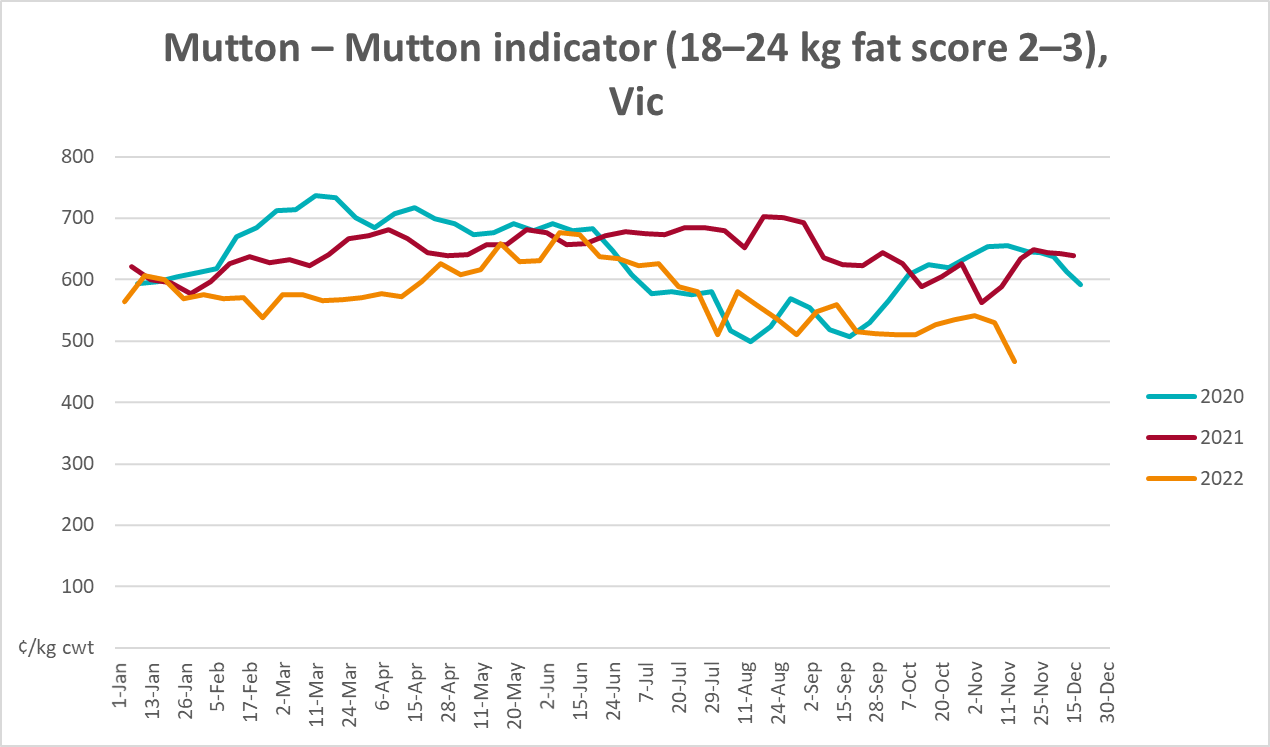 Mutton – Mutton indicator (18–24 kg fat score 2–3),
Vic
800
700
600
500
400
300
200
100
¢/kg cwt
1-Jan
13-Jan
26-Jan
5-Feb
17-Feb
2-Mar
11-Mar
24-Mar
6-Apr
15-Apr
28-Apr
11-May
20-May
2-Jun
15-Jun
24-Jun
7-Jul
20-Jul
29-Jul
11-Aug
24-Aug
2-Sep
15-Sep
28-Sep
7-Oct
20-Oct
2-Nov
11-Nov
25-Nov
15-Dec
30-Dec
2020
2021
2022